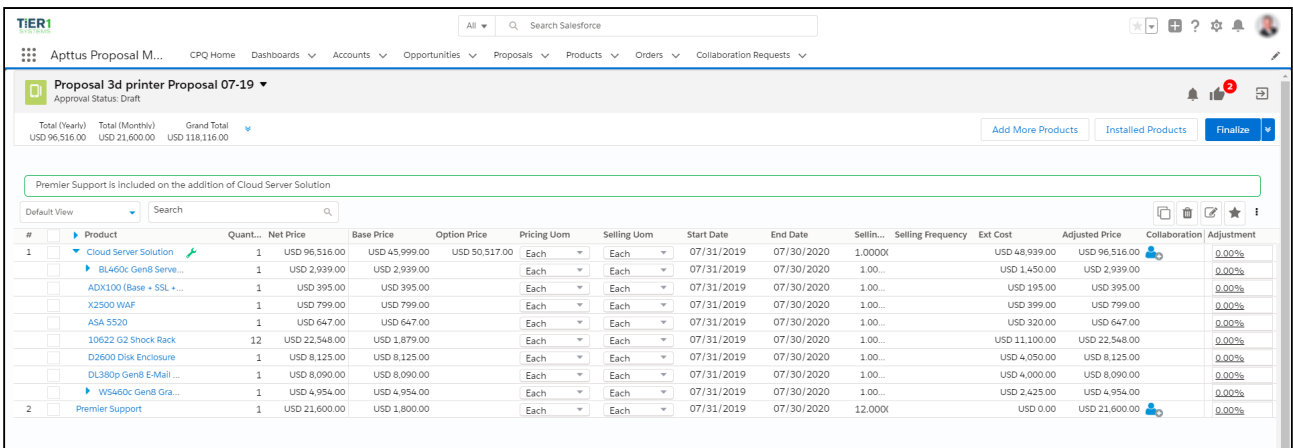 TIER1
SYSTEMS
All
Search Salesforce
Apttus Proposal M... CPQ Home Dashboards Accounts Opportunities Proposals Products Orders Collaboration Requests
Proposal 3d printer Proposal 07-19
Approval Status: Draft
2
Total (Yearly) Total (Monthly) Grand Total
USD 96,516.00 USD 21,600.00 USD 118,116.00
Add More Products Installed Products Finalize
Premier Support is included on the addition of Cloud Server Solution
Default View Search
# Product Quant... Net Price Base Price Option Price Pricing Uom Selling Uom Start Date End Date Sellin... Selling Frequency Ext Cost Adjusted Price Collaboration Adjustment
1 Cloud Server Solution 1 USD 96,516.00 USD 45,999.00 USD 50,517.00 Each Each 07/31/2019 07/30/2020 1.0000 USD 48,939.00 USD 96,516.00 0.00%
BL460c Gen8 Serve... 1 USD 2,939.00 USD 2,939.00 Each Each 07/31/2019 07/30/2020 1.00... USD 1,450.00 USD 2,939.00 0.00%
ADX100 (Base + SSL +... 1 USD 395.00 USD 395.00 Each Each 07/31/2019 07/30/2020 1.00... USD 195.00 USD 395.00 0.00%
X2500 WAF 1 USD 799.00 USD 799.00 Each Each 07/31/2019 07/30/2020 1.00... USD 399.00 USD 799.00 0.00%
ASA 5520 1 USD 647.00 USD 647.00 Each Each 07/31/2019 07/30/2020 1.00... USD 320.00 USD 647.00 0.00%
10622 G2 Shock Rack 12 USD 22,548.00 USD 1,879.00 Each Each 07/31/2019 07/30/2020 1.00... USD 11,100.00 USD 22,548.00 0.00%
D2600 Disk Enclosure 1 USD 8,125.00 USD 8,125.00 Each Each 07/31/2019 07/30/2020 1.00... USD 4,050.00 USD 8,125.00 0.00%
DL380p Gen8 E-Mail ... 1 USD 8,090.00 USD 8,090.00 Each Each 07/31/2019 07/30/2020 1.00... USD 4,000.00 USD 8,090.00 0.00%
WS460c Gen8 Gra... 1 USD 4,954.00 USD 4,954.00 Each Each 07/31/2019 07/30/2020 1.00... USD 2,425.00 USD 4,954.00 0.00%
2 Premier Support 1 USD 21,600.00 USD 1,800.00 Each Each 07/31/2019 07/30/2020 12.0000 USD 0.00 USD 21,600.00 0.00%